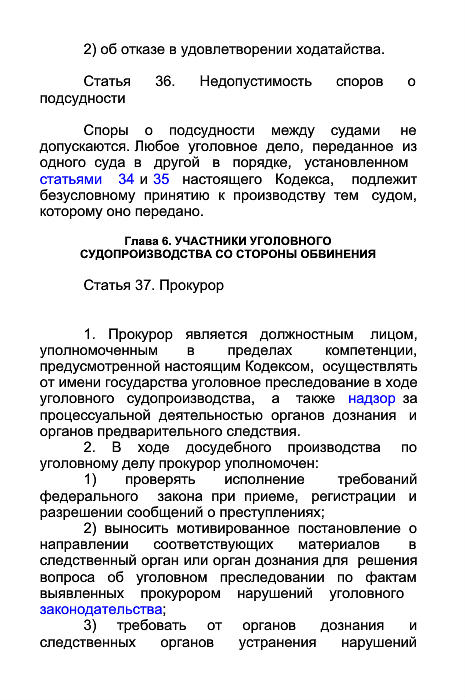 2) об отказе в удовлетворении ходатайства.
Статья 36. Недопустимость споров о
подсудности
Споры о подсудности между судами не
допускаются. Любое уголовное дело, переданное из
одного суда в другой в порядке, установленном
статьями 34 и 35 настоящего Кодекса, подлежит
безусловному принятию к производству тем судом,
которому оно передано.
Глава 6. УЧАСТНИКИ УГОЛОВНОГО
СУДОПРОИЗВОДСТВА СО СТОРОНЫ ОБВИНЕНИЯ
Статья 37. Прокурор
1. Прокурор является должностным лицом,
уполномоченным в пределах компетенции,
предусмотренной настоящим Кодексом, осуществлять
от имени государства уголовное преследование в ходе
уголовного судопроизводства, а также надзор за
процессуальной деятельностью органов дознания и
органов предварительного следствия.
2. В ходе досудебного производства по
уголовному делу прокурор уполномочен:
1) проверять исполнение требований
федерального закона при приеме, регистрации и
разрешении сообщений о преступлениях;
2) выносить мотивированное постановление о
направлении соответствующих материалов в
следственный орган или орган дознания для решения
вопроса об уголовном преследовании по фактам
выявленных прокурором нарушений уголовного
законодательства;
3) требовать от органов дознания и
следственных органов устранения нарушений